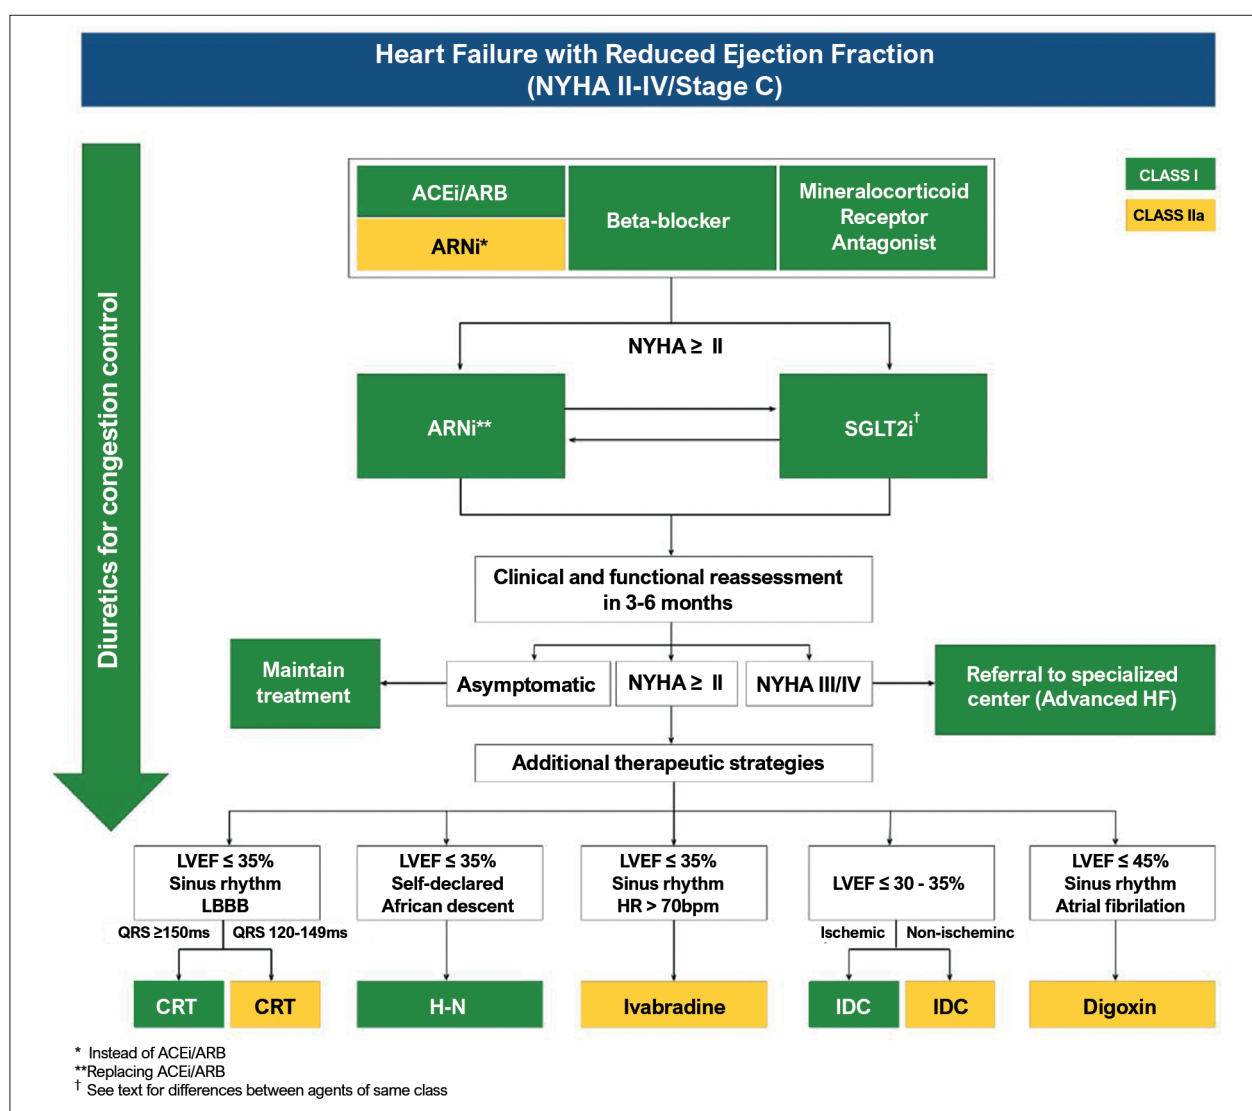 Heart Failure with Reduced Ejection Fraction
(NYHA II-IV/Stage C)
Diuretics for congestion control
ACEi/ARB
ARNi*
Beta-blocker
Mineralocorticoid
Receptor
Antagonist
CLASS I
CLASS IIa
NYHA ≥ II
ARNi**
SGLT2i†
Clinical and functional reassessment
in 3-6 months
Maintain
treatment
Asymptomatic
NYHA ≥ II
NYHA III/IV
Referral to specialized
center (Advanced HF)
Additional therapeutic strategies
LVEF ≤ 35%
Sinus rhythm
LBBB
QRS ≥150ms
QRS 120-149ms
CRT
CRT
LVEF ≤ 35%
Self-declared
African descent
H-N
LVEF ≤ 35%
Sinus rhythm
HR > 70bpm
Ivabradine
LVEF ≤ 30 - 35%
Ischemic
Non-ischeminc
IDC
IDC
LVEF ≤ 45%
Sinus rhythm
Atrial fibrilation
Digoxin
* Instead of ACEi/ARB
**Replacing ACEi/ARB
† See text for differences between agents of same class